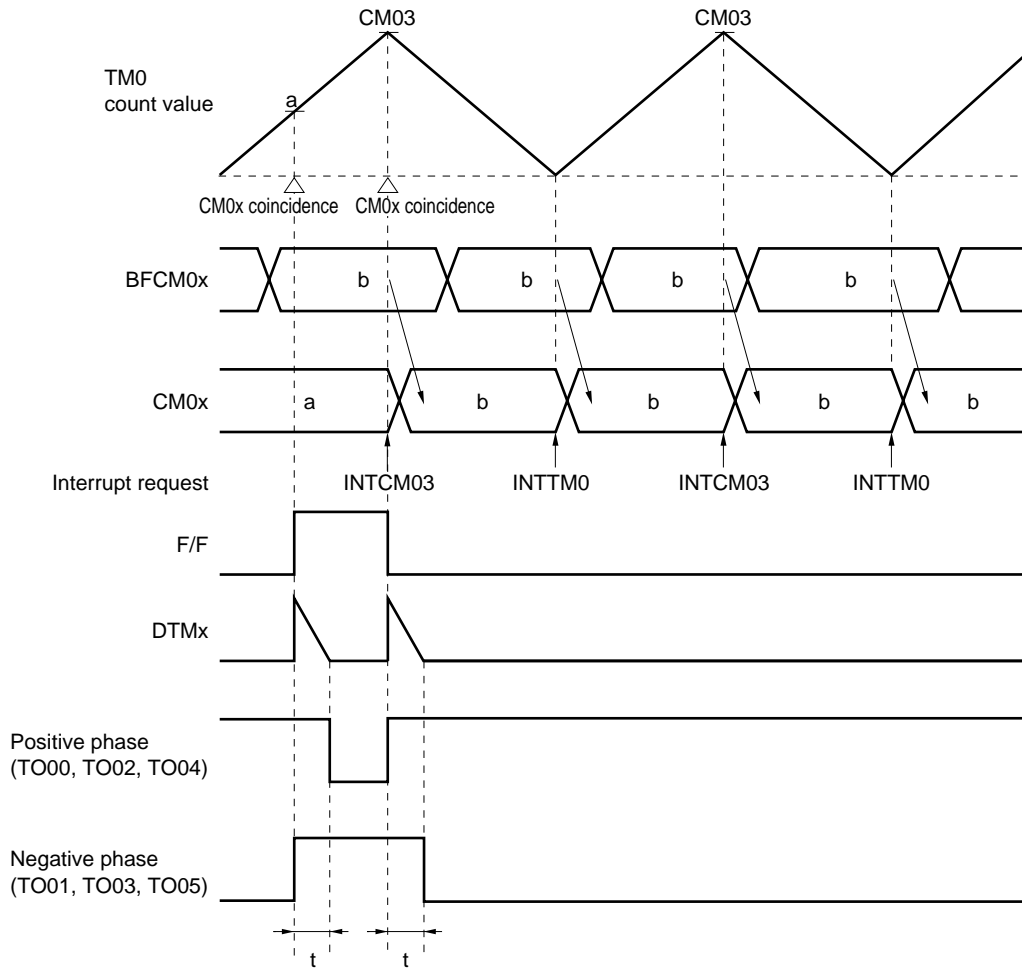 CM03 CM03
TM0
count value
a
CM0x coincidence CM0x coincidence
BFCM0x b b b b
CM0x a b b b b
Interrupt request INTCM03 INTTM0 INTCM03 INTTM0
F/F
DTMx
Positive phase
(TO00, TO02, TO04)
Negative phase
(TO01, TO03, TO05)
t t